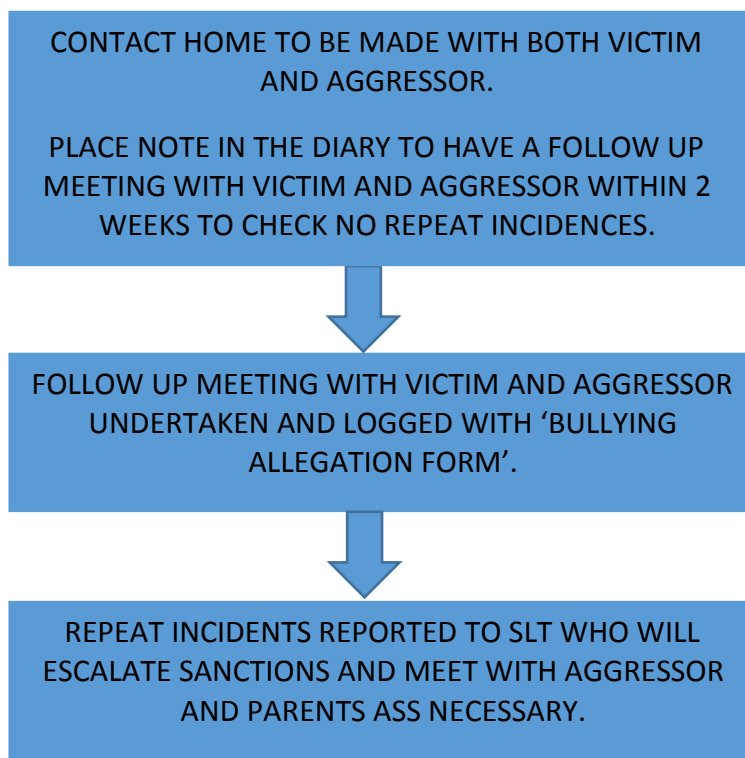 CONTACT HOME TO BE MADE WITH BOTH VICTIM
AND AGGRESSOR.
PLACE NOTE IN THE DIARY TO HAVE A FOLLOW UP
MEETING WITH VICTIM AND AGGRESSOR WITHIN 2
WEEKS TO CHECK NO REPEAT INCIDENCES.
FOLLOW UP MEETING WITH VICTIM AND AGGRESSOR
UNDERTAKEN AND LOGGED WITH ‘BULLYING
ALLEGATION FORM’.
REPEAT INCIDENTS REPORTED TO SLT WHO WILL
ESCALATE SANCTIONS AND MEET WITH AGGRESSOR
AND PARENTS ASS NECESSARY.